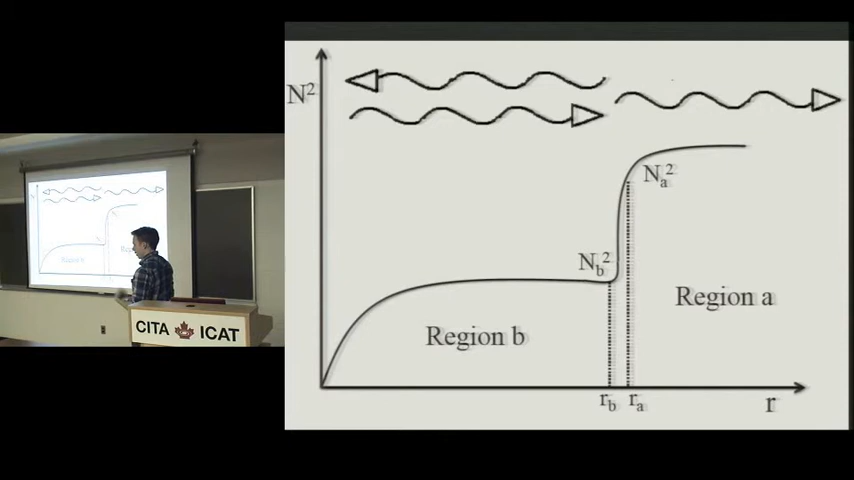 N²
Nₐ²
N_b²
Region a
Region b
r_b rₐ r
CITA ICAT